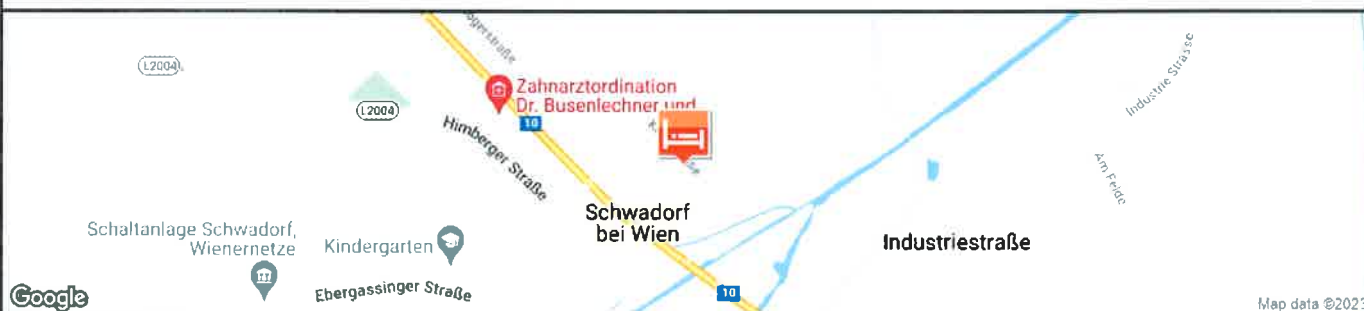 L2004
L2004
Zahnarztordination
Dr. Busenlechner und
10
Himberger Straße
Schwadorf
bei Wien
Industrie Strasse
Am Felde
Schaltanlage Schwadorf,
Wienernetze
Kindergarten
Industriestraße
Ebergassinger Straße
10
Google
Map data ©2023